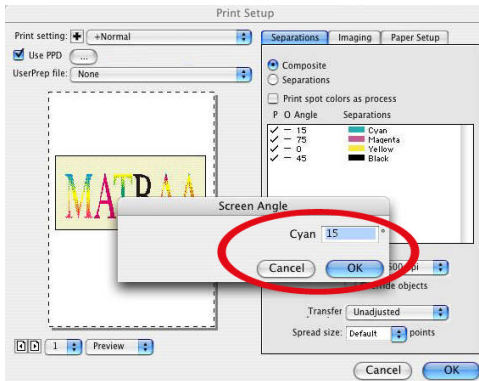 Print Setup
Print setting: +Normal
Use PPD (...)
UserPrep file: None
Separations Imaging Paper Setup
Composite
Separations
Print spot colors as process
P O Angle Separations
15 Cyan
75 Magenta
0 Yellow
45 Black
MATRAA
Screen Angle
Cyan 15 °
Cancel OK
objects
Transfer Unadjusted
Spread size: Default points
1 Preview
Cancel OK